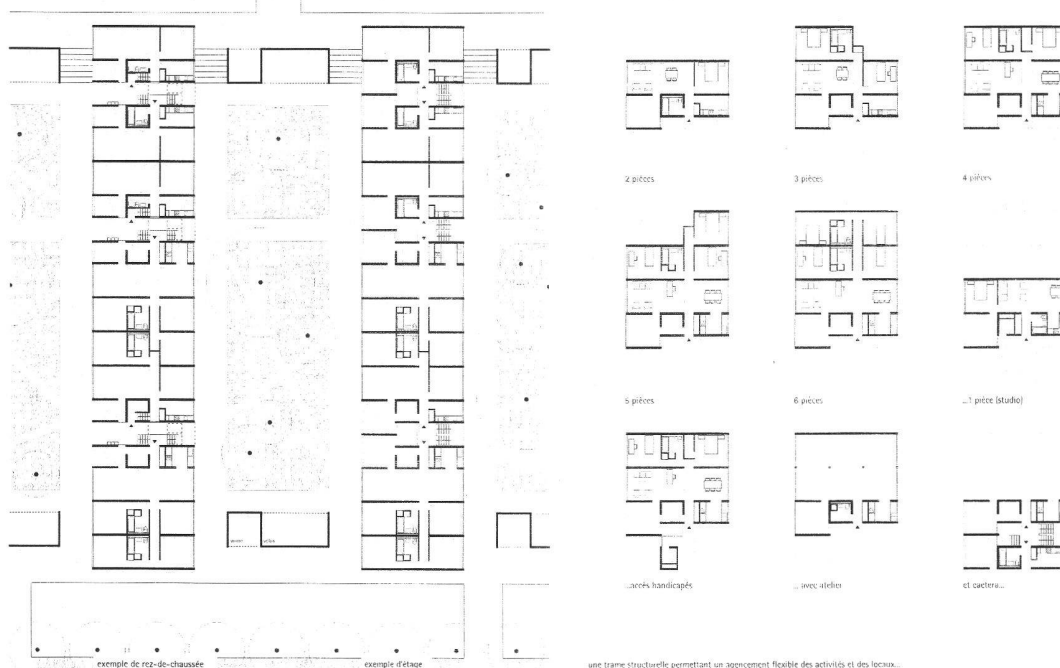 2 pièces
3 pièces
4 pièces
5 pièces
6 pièces
...1 pièce (studio)
...accès handicapés
... avec atelier
et caetera...
exemple de rez-de-chaussée
exemple d'étage
une trame structurelle permettant un agencement flexible des activités et des locaux...